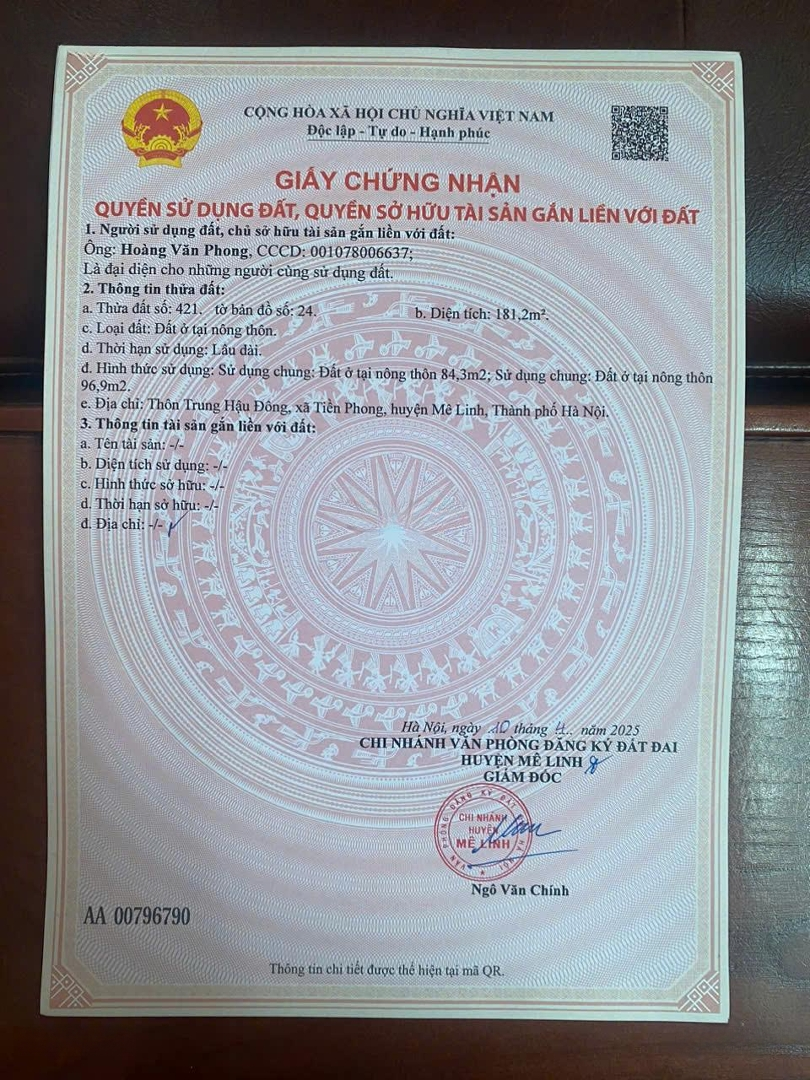 CỘNG HÒA XÃ HỘI CHỦ NGHĨA VIỆT NAM
Độc lập - Tự do - Hạnh phúc
GIẤY CHỨNG NHẬN
QUYỀN SỬ DỤNG ĐẤT, QUYỀN SỞ HỮU TÀI SẢN GẮN LIỀN VỚI ĐẤT
1. Người sử dụng đất, chủ sở hữu tài sản gắn liền với đất:
Ông: Hoàng Văn Phong, CCCD: 001078006637;
Là đại diện cho những người cùng sử dụng đất.
2. Thông tin thửa đất:
a. Thửa đất số: 421. tờ bản đồ số: 24. b. Diện tích: 181,2m².
c. Loại đất: Đất ở tại nông thôn.
d. Thời hạn sử dụng: Lâu dài.
đ. Hình thức sử dụng: Sử dụng chung: Đất ở tại nông thôn 84,3m2; Sử dụng chung: Đất ở tại nông thôn
96,9m2.
e. Địa chỉ: Thôn Trung Hậu Đông, xã Tiền Phong, huyện Mê Linh, Thành phố Hà Nội.
3. Thông tin tài sản gắn liền với đất:
a. Tên tài sản: -/-
b. Diện tích sử dụng: -/-
c. Hình thức sở hữu: -/-
d. Thời hạn sở hữu: -/-
đ. Địa chỉ: -/-
Hà Nội, ngày 10 tháng 4 năm 2025
CHI NHÁNH VĂN PHÒNG ĐĂNG KÝ ĐẤT ĐAI
HUYỆN MÊ LINH
GIÁM ĐỐC
VĂN PHÒNG ĐĂNG KÝ ĐẤT
HÀ NỘI
CHI NHÁNH
HUYỆN
MÊ LINH
Ngô Văn Chính
AA 00796790
Thông tin chi tiết được thể hiện tại mã QR.